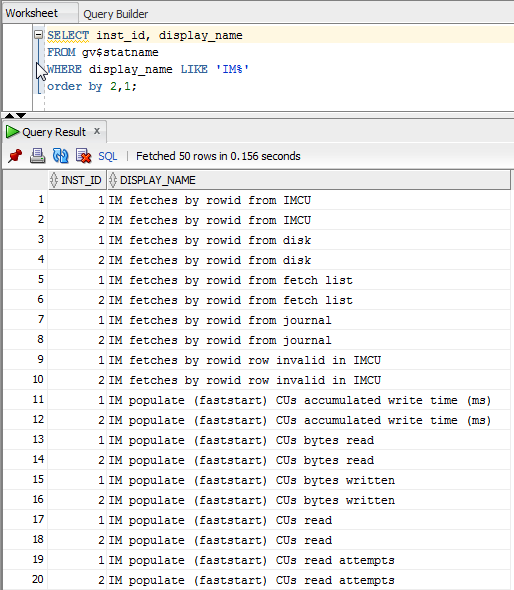 Worksheet Query Builder
SELECT inst_id, display_name
FROM gv$statname
WHERE display_name LIKE 'IM%'
order by 2,1;
Query Result x
SQL | Fetched 50 rows in 0.156 seconds
INST_ID DISPLAY_NAME
1 1 IM fetches by rowid from IMCU
2 2 IM fetches by rowid from IMCU
3 1 IM fetches by rowid from disk
4 2 IM fetches by rowid from disk
5 1 IM fetches by rowid from fetch list
6 2 IM fetches by rowid from fetch list
7 1 IM fetches by rowid from journal
8 2 IM fetches by rowid from journal
9 1 IM fetches by rowid row invalid in IMCU
10 2 IM fetches by rowid row invalid in IMCU
11 1 IM populate (faststart) CUs accumulated write time (ms)
12 2 IM populate (faststart) CUs accumulated write time (ms)
13 1 IM populate (faststart) CUs bytes read
14 2 IM populate (faststart) CUs bytes read
15 1 IM populate (faststart) CUs bytes written
16 2 IM populate (faststart) CUs bytes written
17 1 IM populate (faststart) CUs read
18 2 IM populate (faststart) CUs read
19 1 IM populate (faststart) CUs read attempts
20 2 IM populate (faststart) CUs read attempts